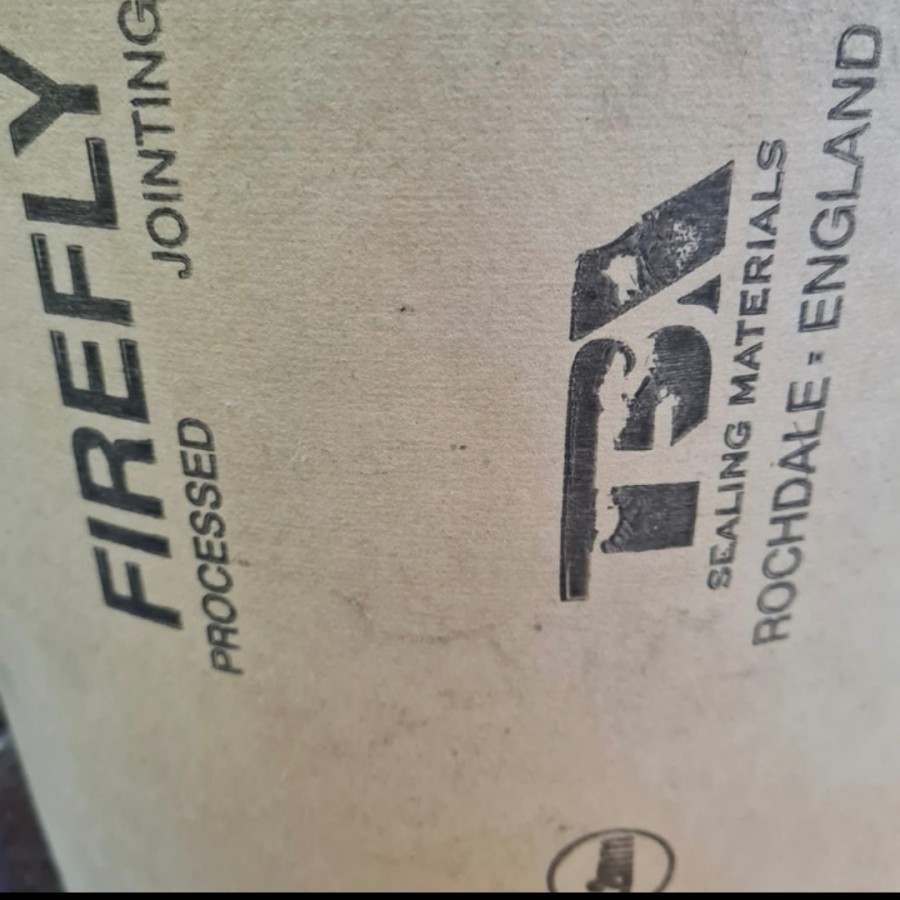 FIREFLY
PROCESSED JOINTING
TBA
SEALING MATERIALS
ROCHDALE - ENGLAND